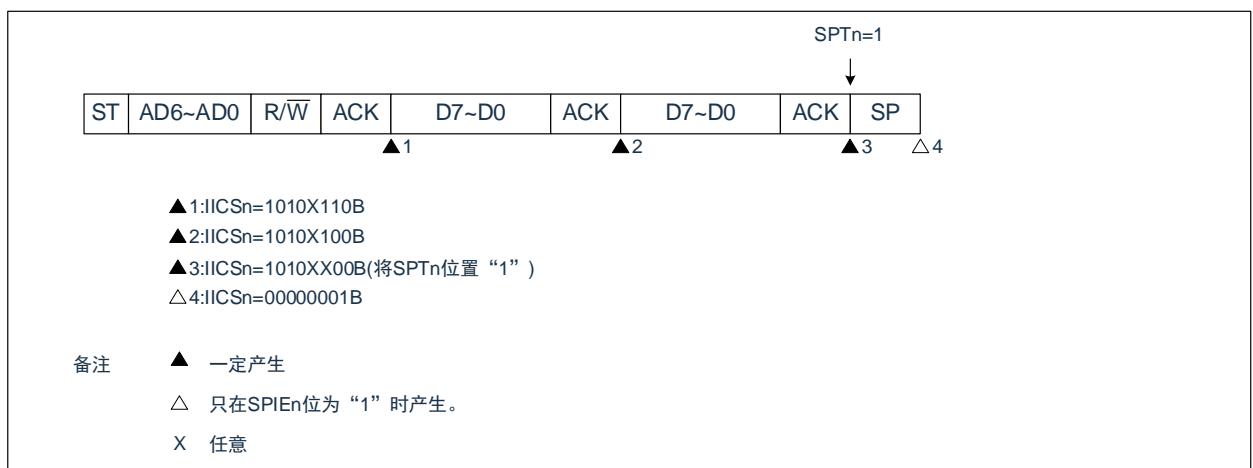 SPTn=1
ST AD6~AD0 R/W ACK D7~D0 ACK D7~D0 ACK SP
▲1 ▲2 ▲3 △4
▲1:IICSn=1010X110B
▲2:IICSn=1010X100B
▲3:IICSn=1010XX00B(将SPTn位置“1”)
△4:IICSn=00000001B
备注 ▲ 一定产生
△ 只在SPIEn位为“1”时产生。
X 任意